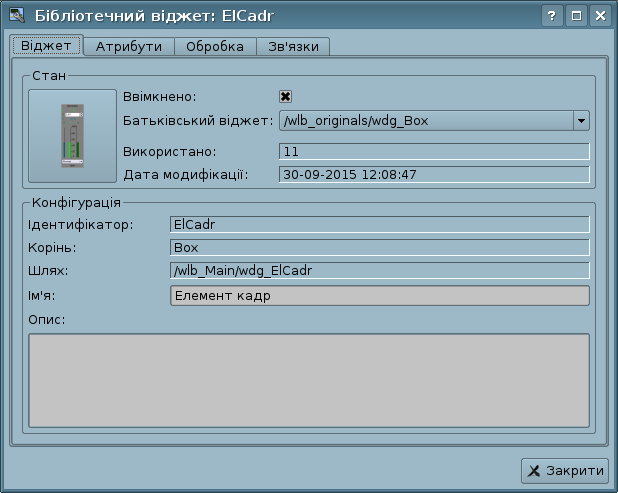 Бібліотечний віджет: ElCadr
Віджет Атрибути Обробка Зв'язки
Стан
Ввімкнено:
Батьківський віджет: /wlb_originals/wdg_Box
Використано: 11
Дата модифікації: 30-09-2015 12:08:47
Конфігурація
Ідентифікатор: ElCadr
Корінь: Box
Шлях: /wlb_Main/wdg_ElCadr
Ім'я: Елемент кадр
Опис:
Закрити